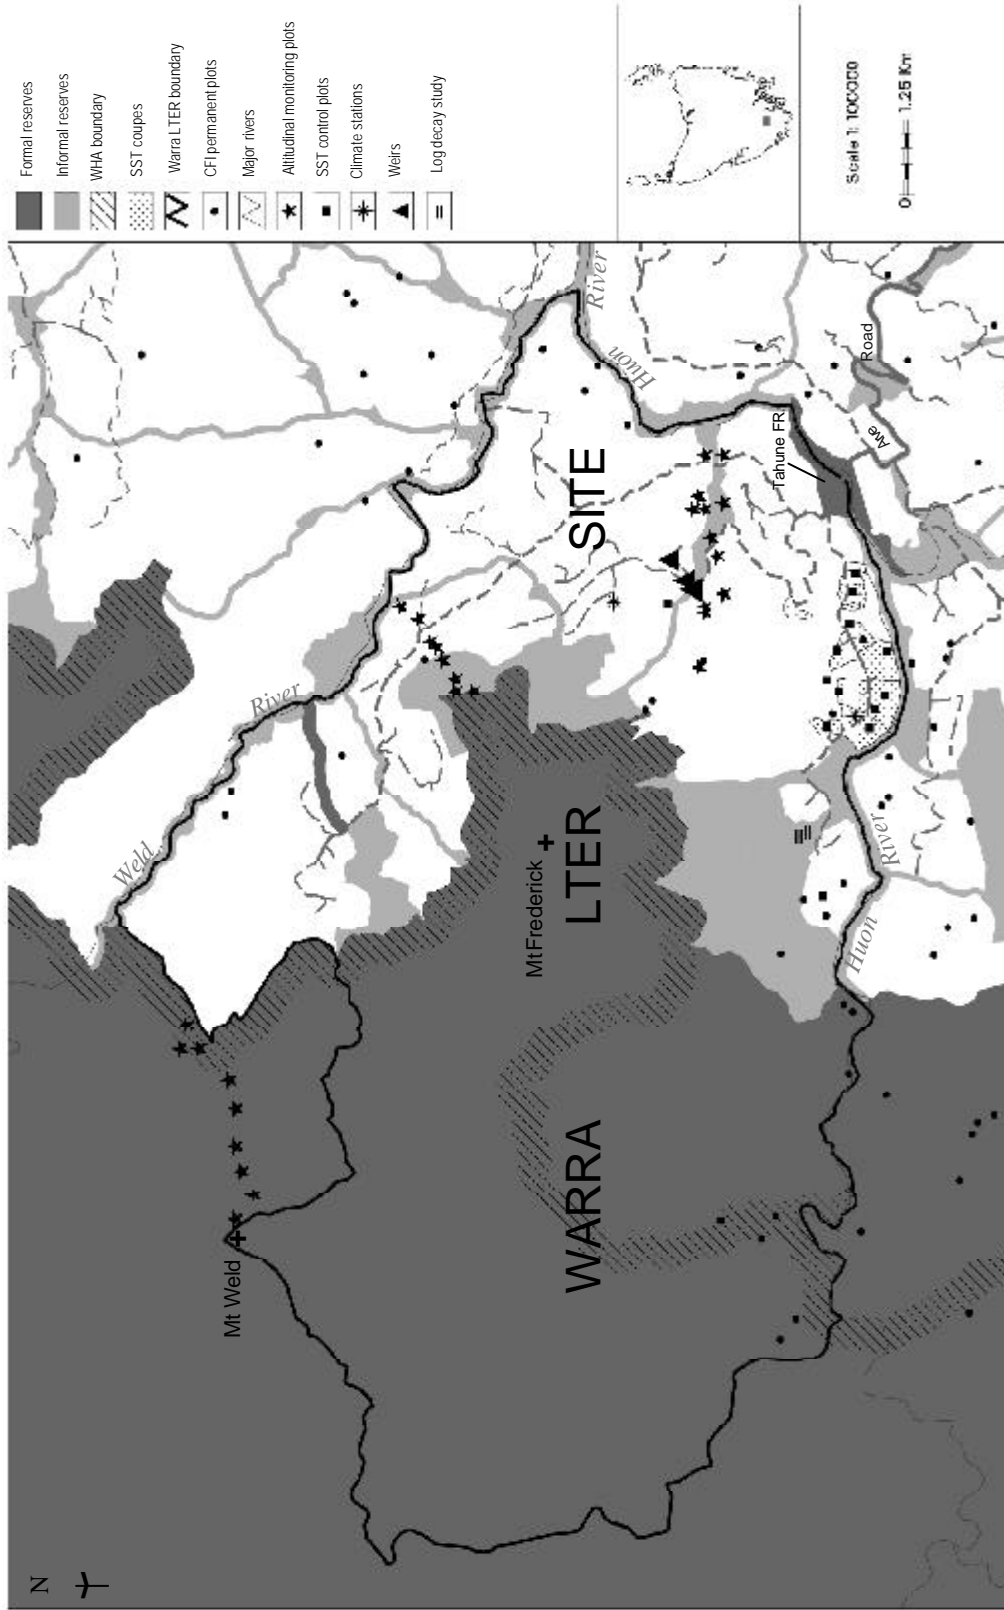 Formal reserves
Informal reserves
WHA boundary
SST coupes
Warra LTER boundary
CFI permanent plots
Major rivers
Altitudinal monitoring plots
SST control plots
Climate stations
Weirs
Log decay study
Scale 1: 100000
0 1.25 Km
N
Mt Weld
Weld
River
Mt Frederick
WARRA LTER SITE
Huon
River
Huon
River
Tahune FR
Arve
Road